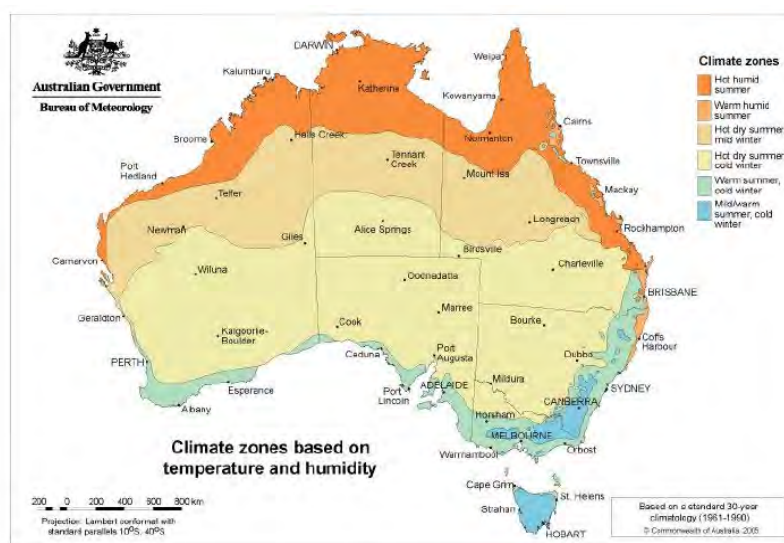 Australian Government
Bureau of Meteorology
Climate zones
Hot humid
summer
Warm humid
summer
Hot dry summer
mild winter
Hot dry summer
cold winter
Warm summer,
cold winter
Mild/warm
summer, cold
winter
DARWIN
Weipa
Kalumburu
Katherine
Kowanyama
Cairns
Broome
Halls Creek
Normanton
Townsville
Port
Hedland
Tennant
Creek
Mount Isa
Mackay
Telfer
Newman
Longreach
Rockhampton
Giles
Alice Springs
Birdsville
Carnarvon
Wiluna
Oodnadatta
Charleville
BRISBANE
Geraldton
Marree
Bourke
Cook
Kalgoorlie-
Boulder
Coffs
Harbour
Port
Augusta
Dubbo
PERTH
Ceduna
Mildura
SYDNEY
Esperance
Port
Lincoln
ADELAIDE
CANBERRA
Albany
Horsham
MELBOURNE
Orbost
Warrnambool
Climate zones based on
temperature and humidity
Cape Grim
St. Helens
Strahan
HOBART
200 0 200 400 600 800 km
Projection: Lambert conformal with
standard parallels 10°S, 40°S
Based on a standard 30-year
climatology (1961-1990)
© Commonwealth of Australia, 2005